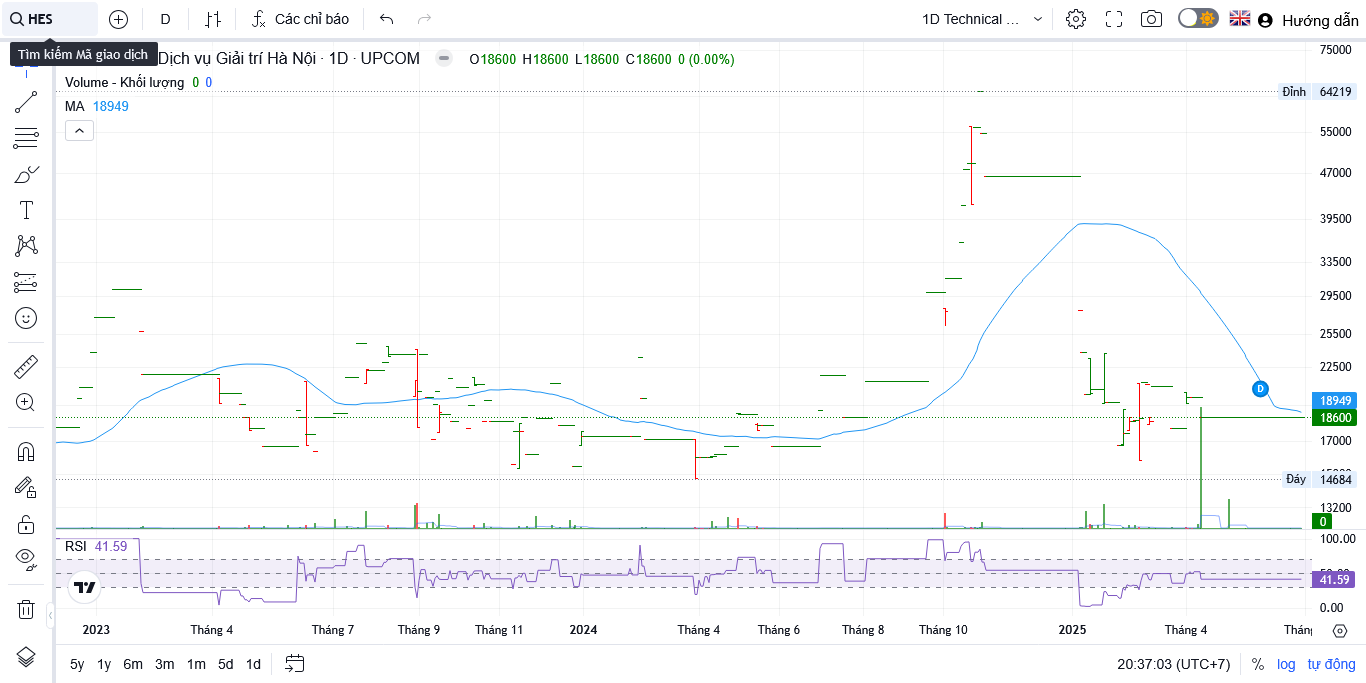 HES
D
Các chỉ báo
1D Technical ...
Hướng dẫn
Tìm kiếm Mã giao dịch
Dịch vụ Giải trí Hà Nội · 1D · UPCOM
O18600 H18600 L18600 C18600 0 (0.00%)
Volume - Khối lượng 0 0
MA 18949
75000
Đỉnh 64219
55000
47000
39500
33500
29500
25500
22500
D
18949
18600
17000
Đáy 14684
13200
0
RSI 41.59
100.00
41.59
0.00
2023
Tháng 4
Tháng 7
Tháng 9
Tháng 11
2024
Tháng 4
Tháng 6
Tháng 8
Tháng 10
2025
Tháng 4
5y 1y 6m 3m 1m 5d 1d
20:37:03 (UTC+7)
% log tự động